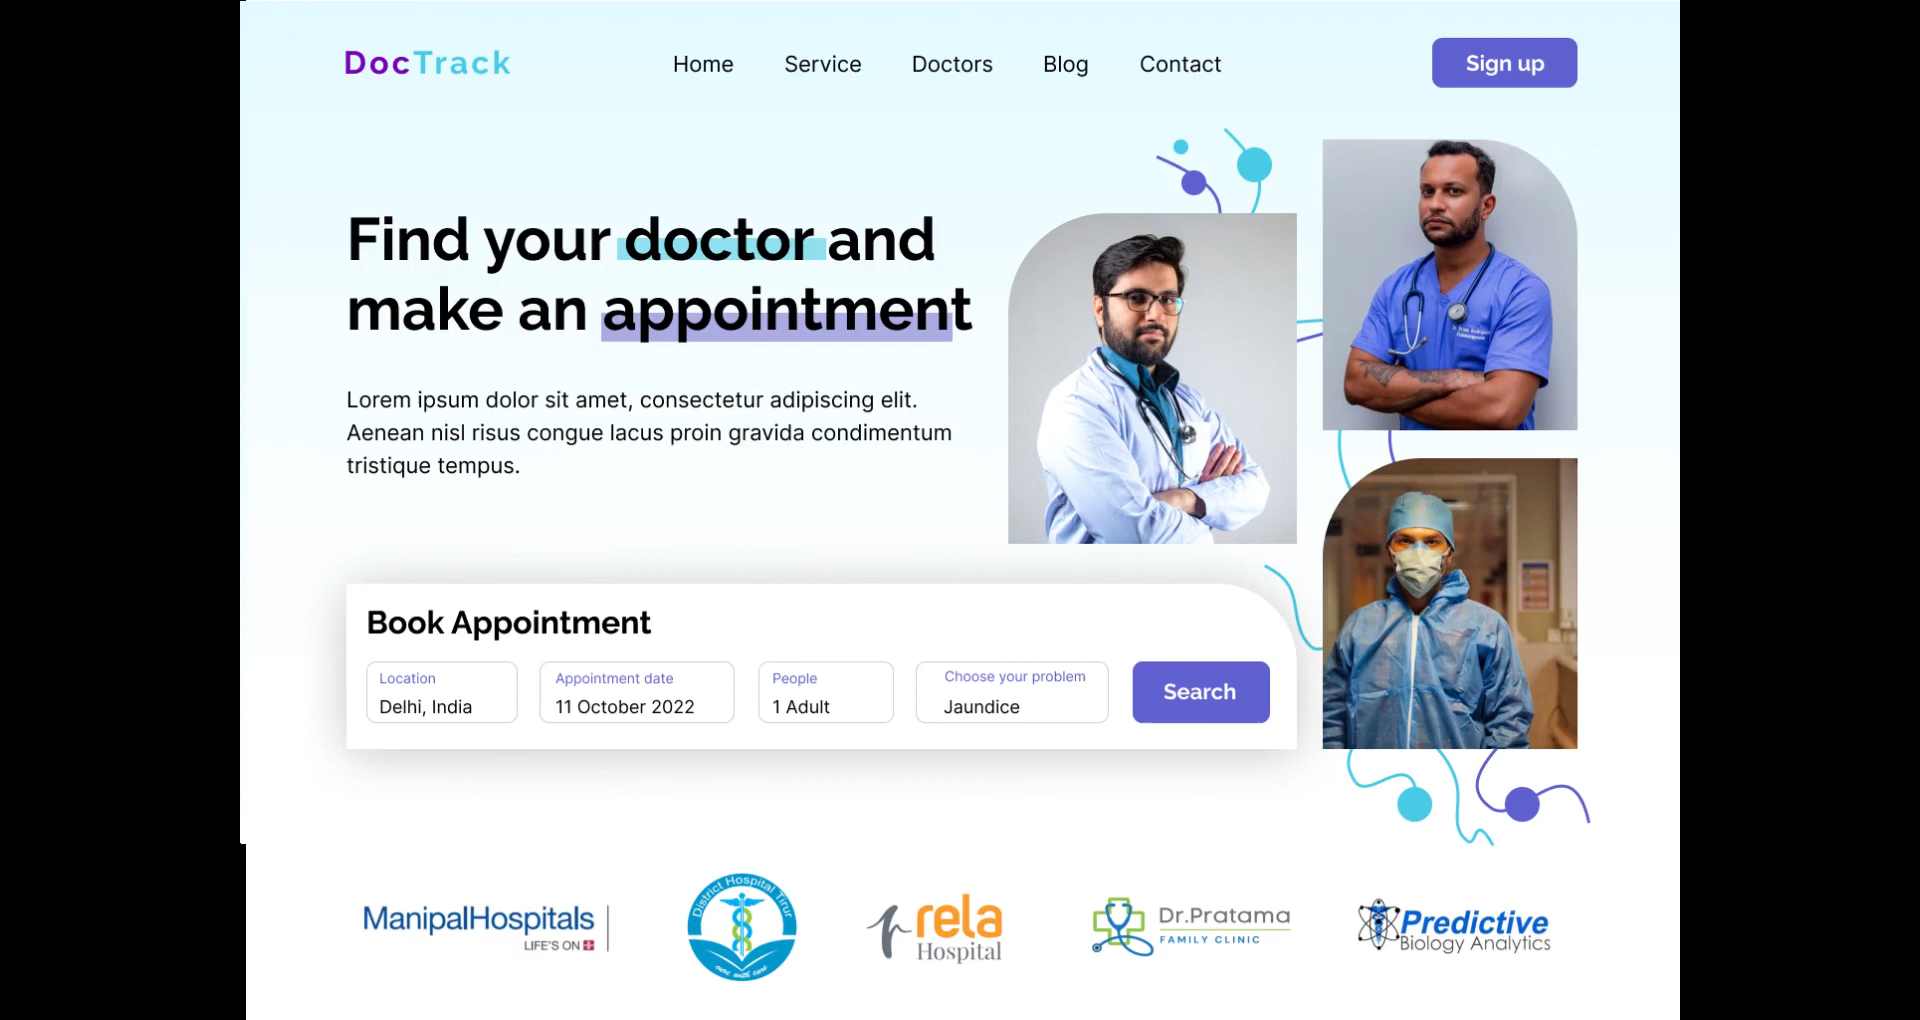 DocTrack
Home
Service
Doctors
Blog
Contact
Sign up
Find your doctor and
make an appointment
Lorem ipsum dolor sit amet, consectetur adipiscing elit.
Aenean nisl risus congue lacus proin gravida condimentum
tristique tempus.
Book Appointment
Location
Delhi, India
Appointment date
11 October 2022
People
1 Adult
Choose your problem
Jaundice
Search
ManipalHospitals
LIFE'S ON
District Hospital Tirur
care with care
rela
Hospital
Dr.Pratama
FAMILY CLINIC
Predictive
Biology Analytics